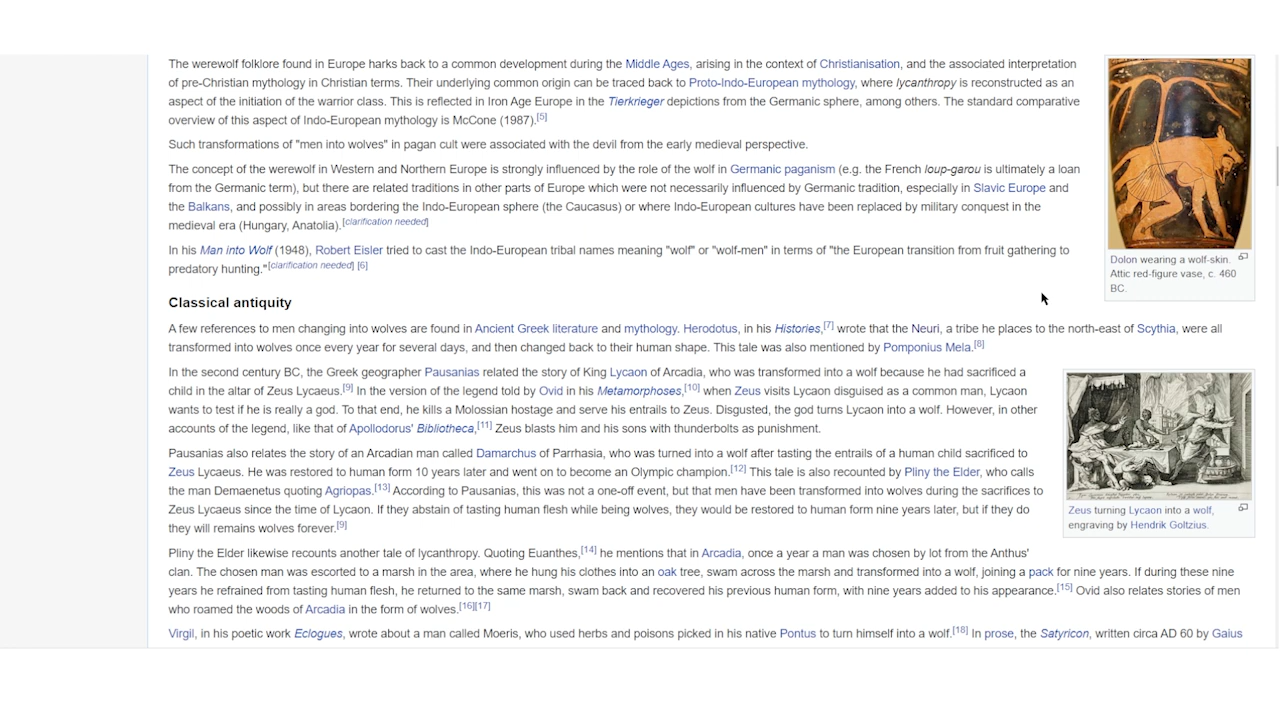 The werewolf folklore found in Europe harks back to a common development during the Middle Ages, arising in the context of Christianisation, and the associated interpretation
of pre-Christian mythology in Christian terms. Their underlying common origin can be traced back to Proto-Indo-European mythology, where lycanthropy is reconstructed as an
aspect of the initiation of the warrior class. This is reflected in Iron Age Europe in the Tierkrieger depictions from the Germanic sphere, among others. The standard comparative
overview of this aspect of Indo-European mythology is McCone (1987).[5]
Such transformations of "men into wolves" in pagan cult were associated with the devil from the early medieval perspective.
The concept of the werewolf in Western and Northern Europe is strongly influenced by the role of the wolf in Germanic paganism (e.g. the French loup-garou is ultimately a loan
from the Germanic term), but there are related traditions in other parts of Europe which were not necessarily influenced by Germanic tradition, especially in Slavic Europe and
the Balkans, and possibly in areas bordering the Indo-European sphere (the Caucasus) or where Indo-European cultures have been replaced by military conquest in the
medieval era (Hungary, Anatolia).[clarification needed]
In his Man into Wolf (1948), Robert Eisler tried to cast the Indo-European tribal names meaning "wolf" or "wolf-men" in terms of "the European transition from fruit gathering to
predatory hunting."[clarification needed] [6]
Dolon wearing a wolf-skin.
Attic red-figure vase, c. 460
BC.
Classical antiquity
A few references to men changing into wolves are found in Ancient Greek literature and mythology. Herodotus, in his Histories,[7] wrote that the Neuri, a tribe he places to the north-east of Scythia, were all
transformed into wolves once every year for several days, and then changed back to their human shape. This tale was also mentioned by Pomponius Mela.[8]
In the second century BC, the Greek geographer Pausanias related the story of King Lycaon of Arcadia, who was transformed into a wolf because he had sacrificed a
child in the altar of Zeus Lycaeus.[9] In the version of the legend told by Ovid in his Metamorphoses,[10] when Zeus visits Lycaon disguised as a common man, Lycaon
wants to test if he is really a god. To that end, he kills a Molossian hostage and serve his entrails to Zeus. Disgusted, the god turns Lycaon into a wolf. However, in other
accounts of the legend, like that of Apollodorus' Bibliotheca,[11] Zeus blasts him and his sons with thunderbolts as punishment.
Pausanias also relates the story of an Arcadian man called Damarchus of Parrhasia, who was turned into a wolf after tasting the entrails of a human child sacrificed to
Zeus Lycaeus. He was restored to human form 10 years later and went on to become an Olympic champion.[12] This tale is also recounted by Pliny the Elder, who calls
the man Demaenetus quoting Agriopas.[13] According to Pausanias, this was not a one-off event, but that men have been transformed into wolves during the sacrifices to
Zeus Lycaeus since the time of Lycaon. If they abstain of tasting human flesh while being wolves, they would be restored to human form nine years later, but if they do
they will remains wolves forever.[9]
Zeus turning Lycaon into a wolf,
engraving by Hendrik Goltzius.
Pliny the Elder likewise recounts another tale of lycanthropy. Quoting Euanthes,[14] he mentions that in Arcadia, once a year a man was chosen by lot from the Anthus'
clan. The chosen man was escorted to a marsh in the area, where he hung his clothes into an oak tree, swam across the marsh and transformed into a wolf, joining a pack for nine years. If during these nine
years he refrained from tasting human flesh, he returned to the same marsh, swam back and recovered his previous human form, with nine years added to his appearance.[15] Ovid also relates stories of men
who roamed the woods of Arcadia in the form of wolves.[16][17]
Virgil, in his poetic work Eclogues, wrote about a man called Moeris, who used herbs and poisons picked in his native Pontus to turn himself into a wolf.[18] In prose, the Satyricon, written circa AD 60 by Gaius